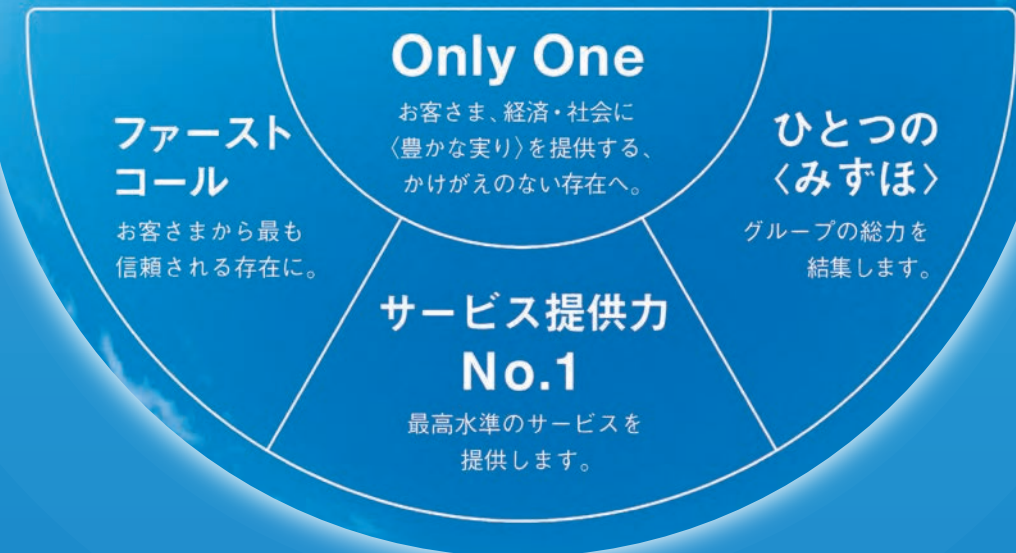 Only One
お客さま、経済・社会に
〈豊かな実り〉を提供する、
かけがえのない存在へ。
ファースト
コール
お客さまから最も
信頼される存在に。
サービス提供力
No.1
最高水準のサービスを
提供します。
ひとつの
〈みずほ〉
グループの総力を
結集します。